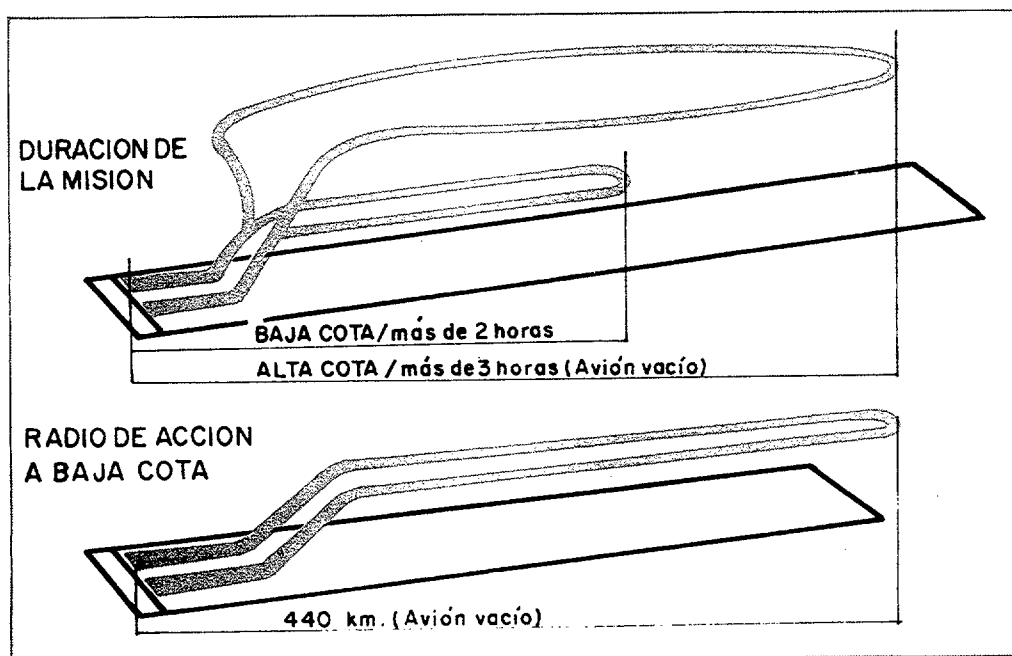 DURACION DE
LA MISION
BAJA COTA/más de 2 horas
ALTA COTA/más de 3 horas (Avión vacío)
RADIO DE ACCION
A BAJA COTA
440 km. (Avión vacío)